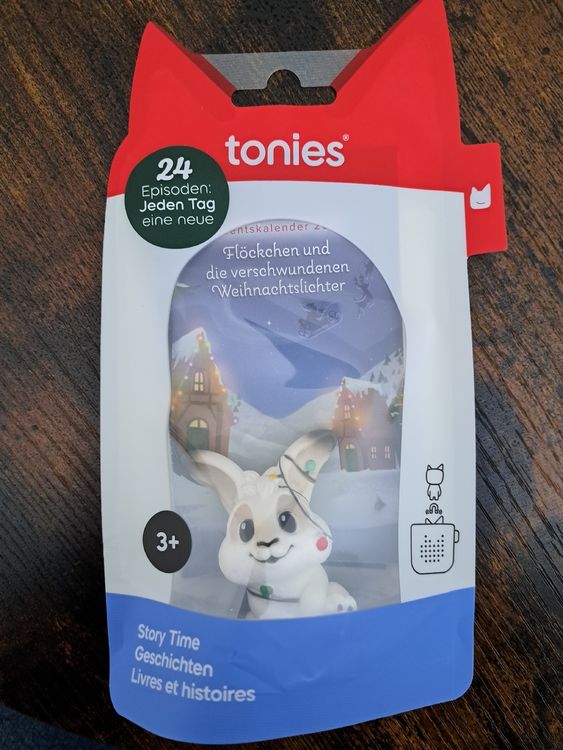 tonies®
24
Episoden:
Jeden Tag
eine neue
Flöckchen und
die verschwundenen
Weihnachtslichter
3+
Story Time
Geschichten
Livres et histoires